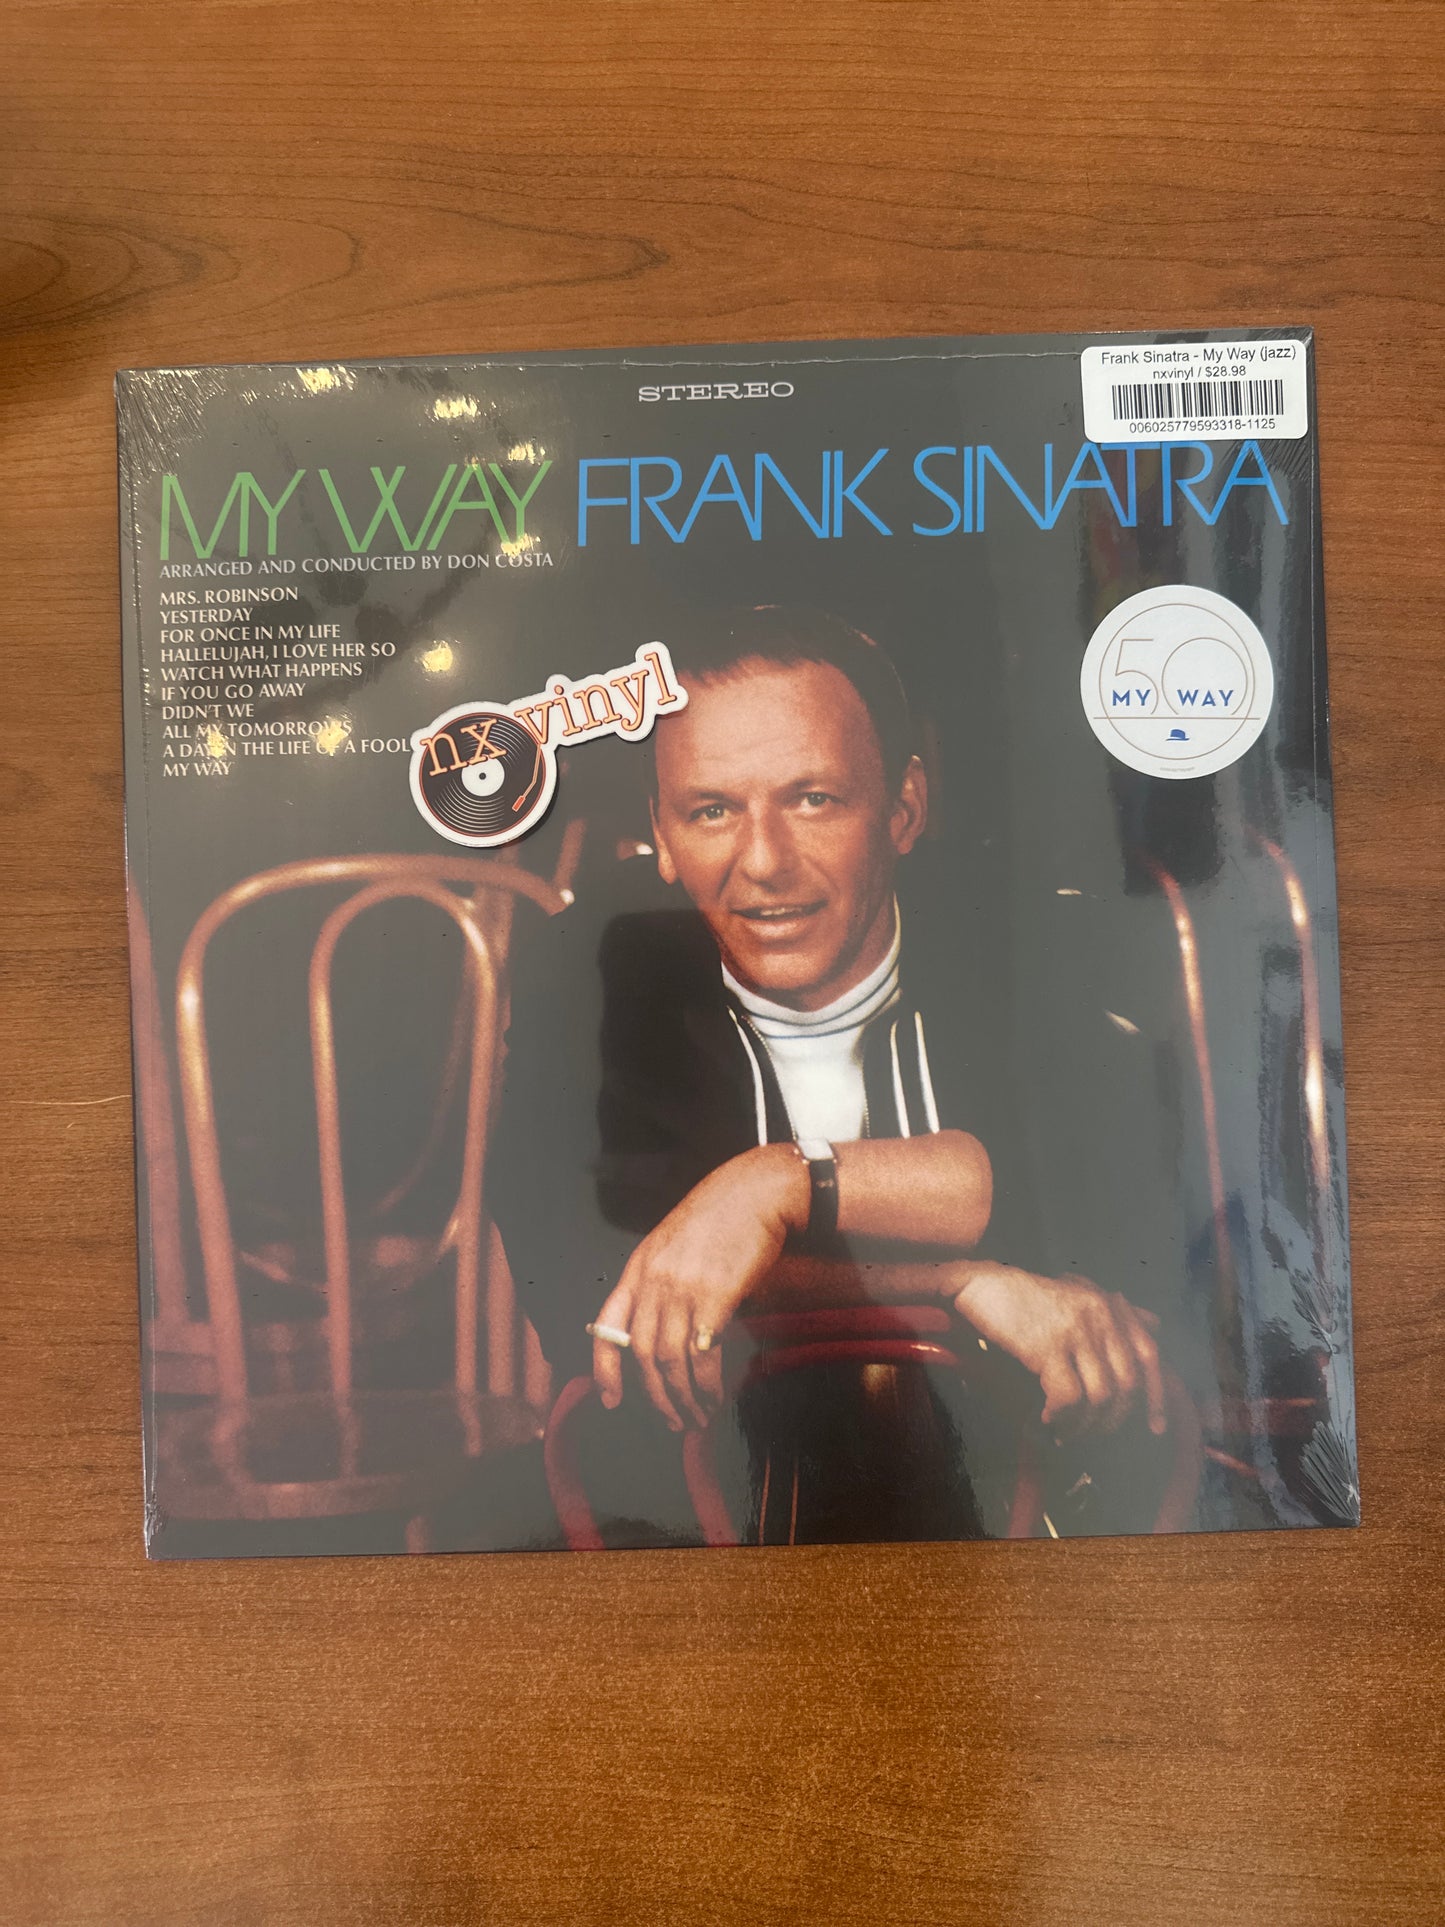 Frank Sinatra - My Way (jazz)
nxvinyl / $28.98
006025779593318-1125
STEREO
MY WAY FRANK SINATRA
ARRANGED AND CONDUCTED BY DON COSTA
MRS. ROBINSON
YESTERDAY
FOR ONCE IN MY LIFE
HALLELUJAH, I LOVE HER SO
WATCH WHAT HAPPENS
IF YOU GO AWAY
DIDN'T WE
ALL MY TOMORROWS
A DAY IN THE LIFE OF A FOOL
MY WAY
nx vinyl
50
MY WAY